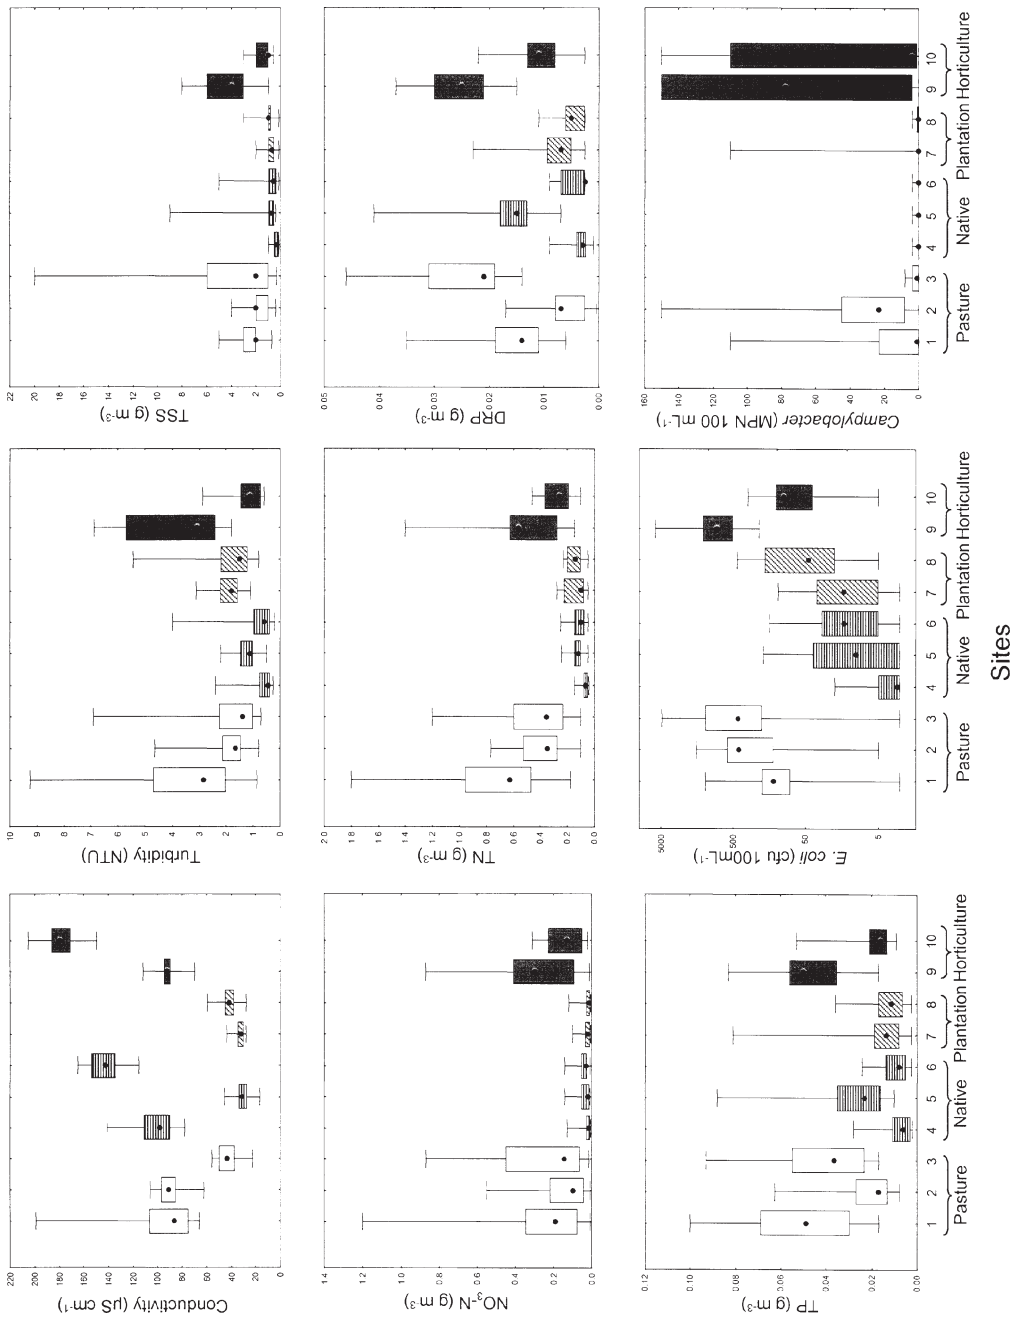 220 200 180 160 140 120 100 80 60 40 20 0
Conductivity (µS cm⁻¹)
10 9 8 7 6 5 4 3 2 1 0
Turbidity (NTU)
22 20 18 16 14 12 10 8 6 4 2 0
TSS (g m⁻³)
1.4 1.2 1.0 0.8 0.6 0.4 0.2 0.0
NO₃-N (g m⁻³)
2.0 1.8 1.6 1.4 1.2 1.0 0.8 0.6 0.4 0.2 0.0
TN (g m⁻³)
0.05 0.04 0.03 0.02 0.01 0.00
DRP (g m⁻³)
0.12 0.10 0.08 0.06 0.04 0.02 0.00
TP (g m⁻³)
1 2 3 4 5 6 7 8 9 10
Pasture Native Plantation Horticulture
5000 500 50 5
E. coli (cfu 100mL⁻¹)
1 2 3 4 5 6 7 8 9 10
Pasture Native Plantation Horticulture
160 140 120 100 80 60 40 20 0
Campylobacter (MPN 100 mL⁻¹)
1 2 3 4 5 6 7 8 9 10
Pasture Native Plantation Horticulture
Sites